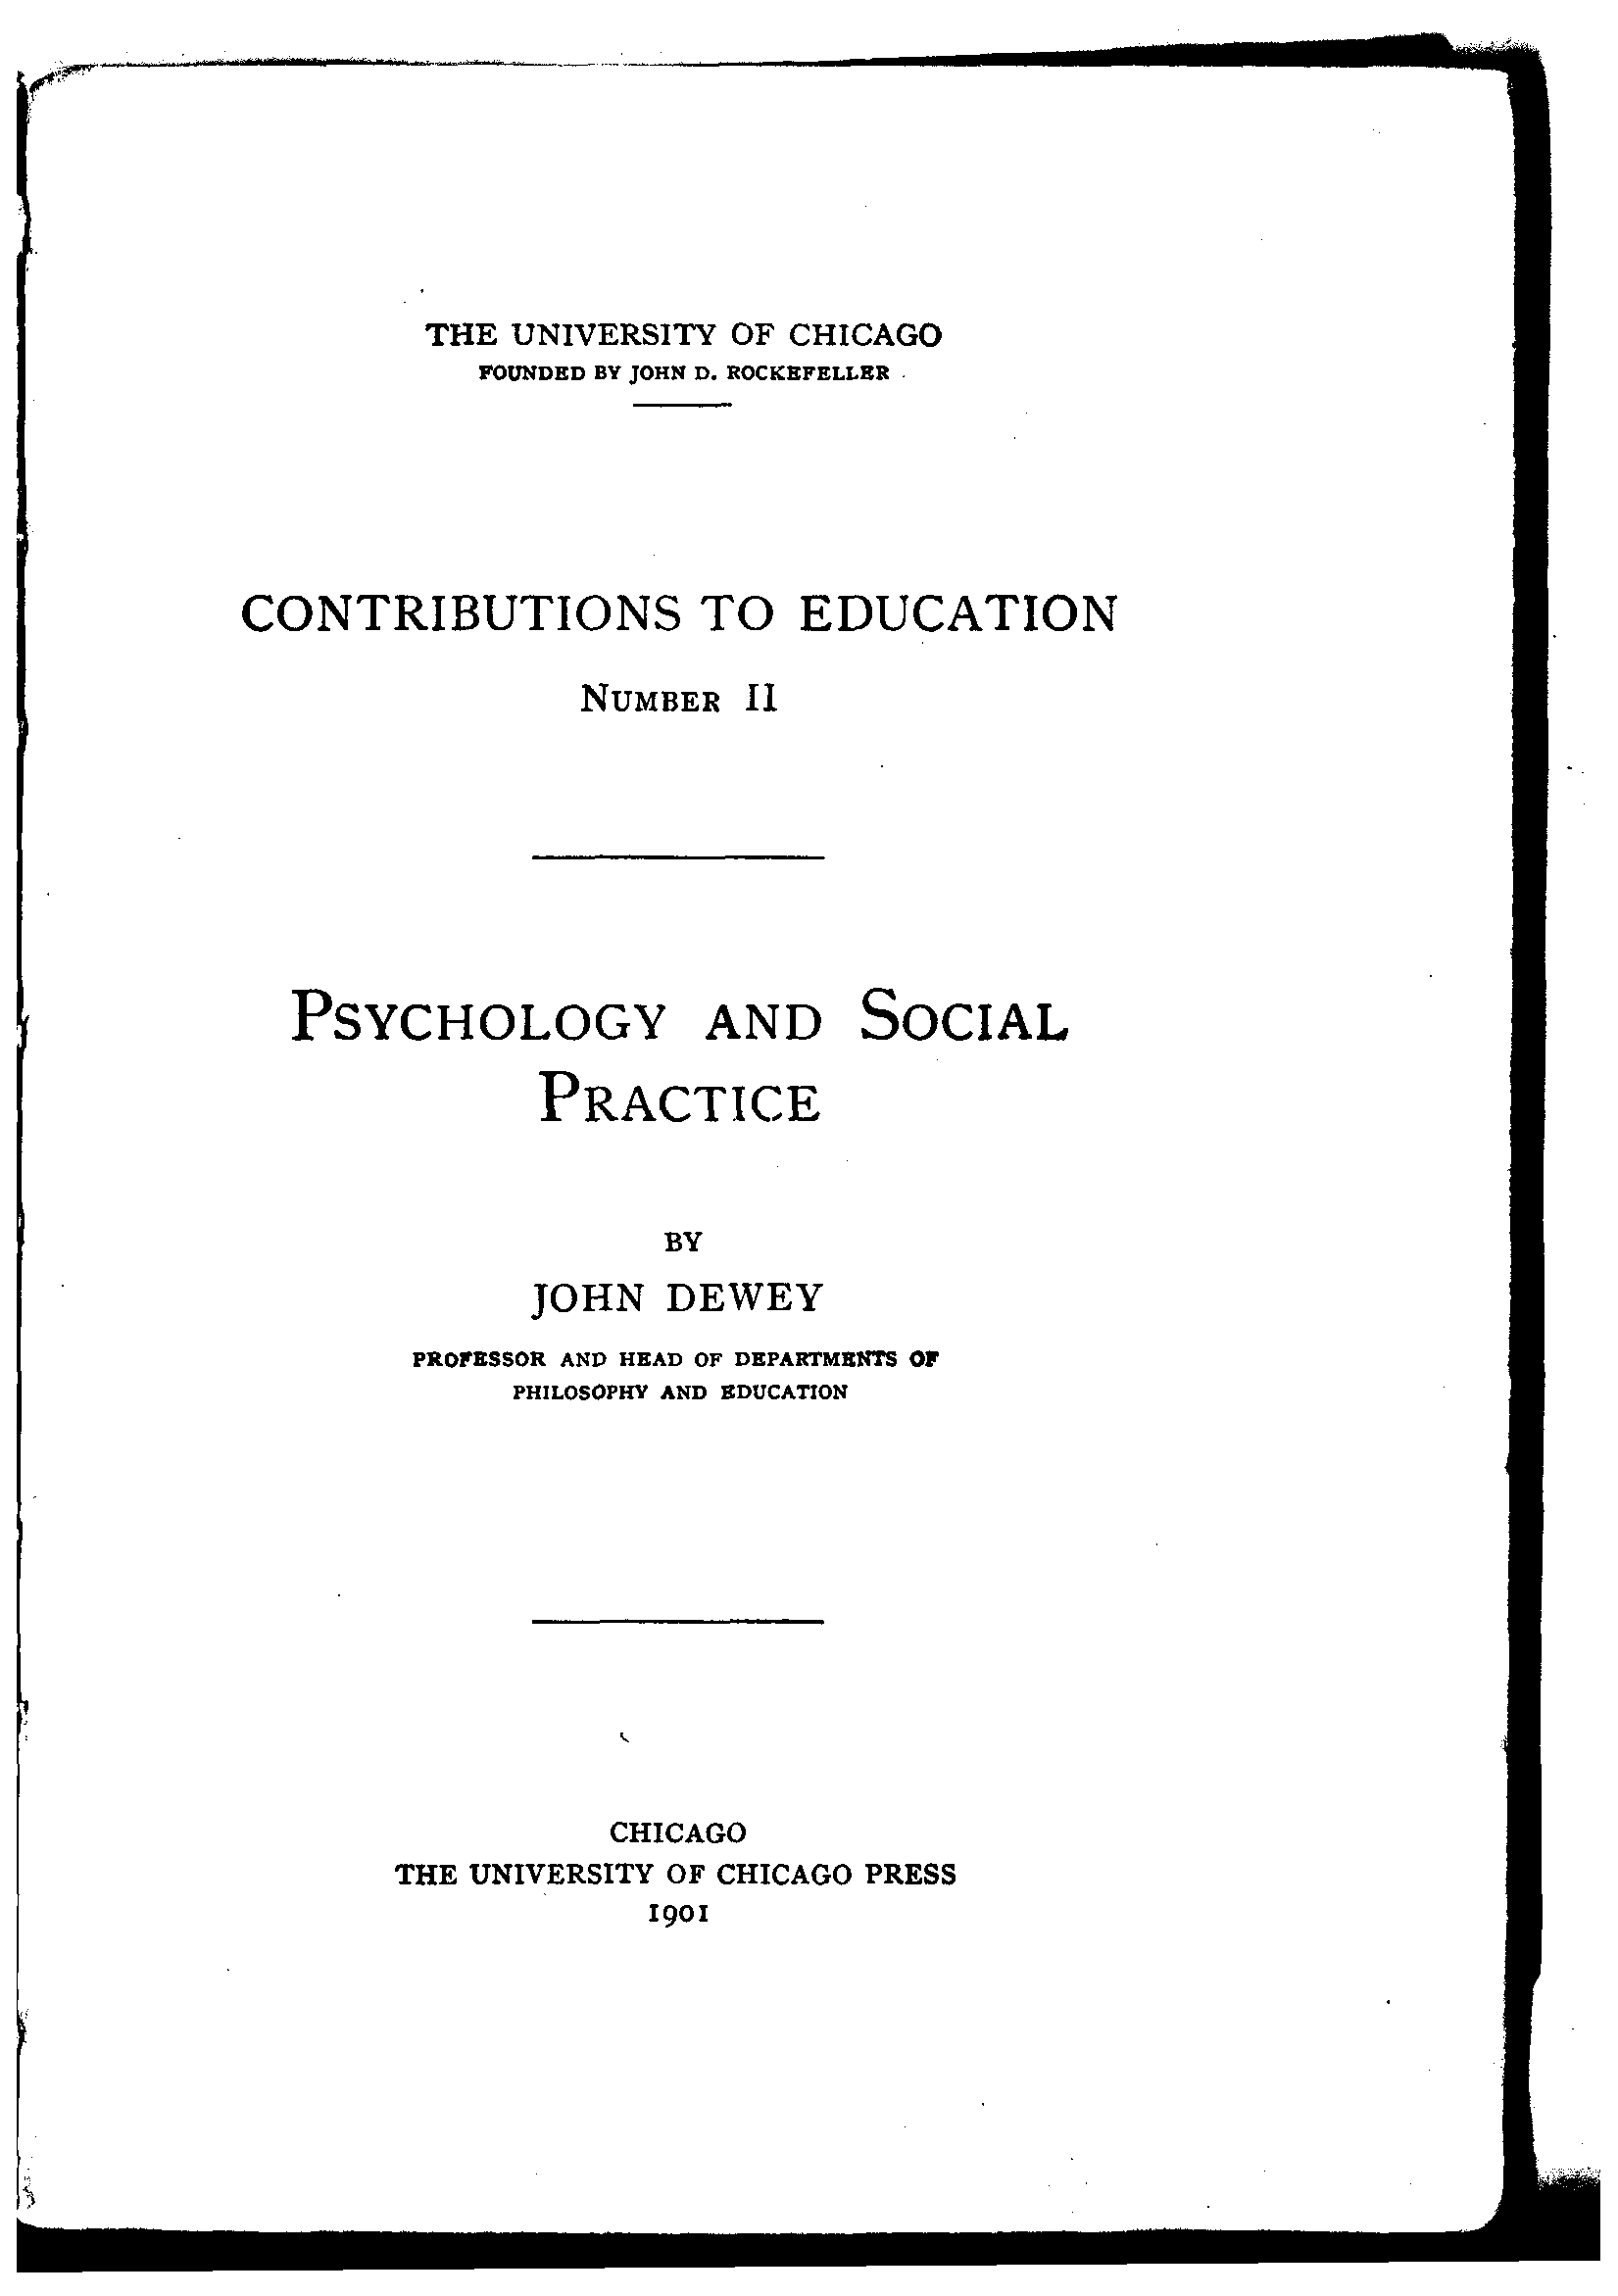 THE UNIVERSITY OF CHICAGO
FOUNDED BY JOHN D. ROCKEFELLER
CONTRIBUTIONS TO EDUCATION
NUMBER II
PSYCHOLOGY AND SOCIAL
PRACTICE
BY
JOHN DEWEY
PROFESSOR AND HEAD OF DEPARTMENTS OF
PHILOSOPHY AND EDUCATION
CHICAGO
THE UNIVERSITY OF CHICAGO PRESS
1901